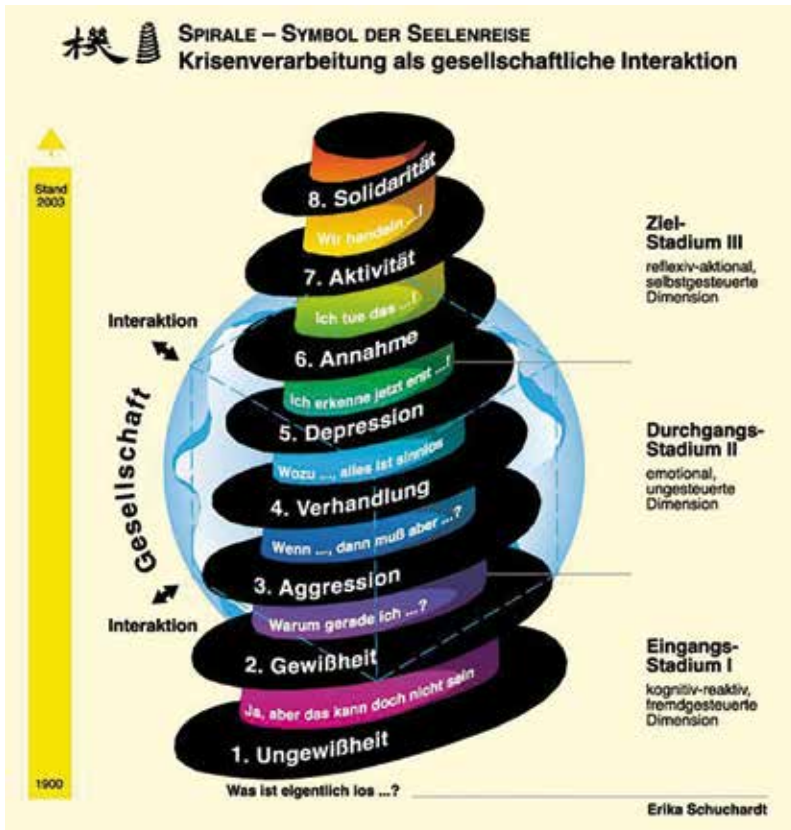 機
SPIRALE – SYMBOL DER SEELENREISE
Krisenverarbeitung als gesellschaftliche Interaktion
Stand
2003
1900
8. Solidarität
Wir handeln ...!
7. Aktivität
Ich tue das ...!
6. Annahme
Ich erkenne jetzt erst ...!
5. Depression
Wozu ..., alles ist sinnlos
4. Verhandlung
Wenn ..., dann muß aber ...?
3. Aggression
Warum gerade ich ...?
2. Gewißheit
Ja, aber das kann doch nicht sein
1. Ungewißheit
Was ist eigentlich los ...?
Interaktion
Gesellschaft
Interaktion
Ziel-
Stadium III
reflexiv-aktional,
selbstgesteuerte
Dimension
Durchgangs-
Stadium II
emotional,
ungesteuerte
Dimension
Eingangs-
Stadium I
kognitiv-reaktiv,
fremdgesteuerte
Dimension
Erika Schuchardt